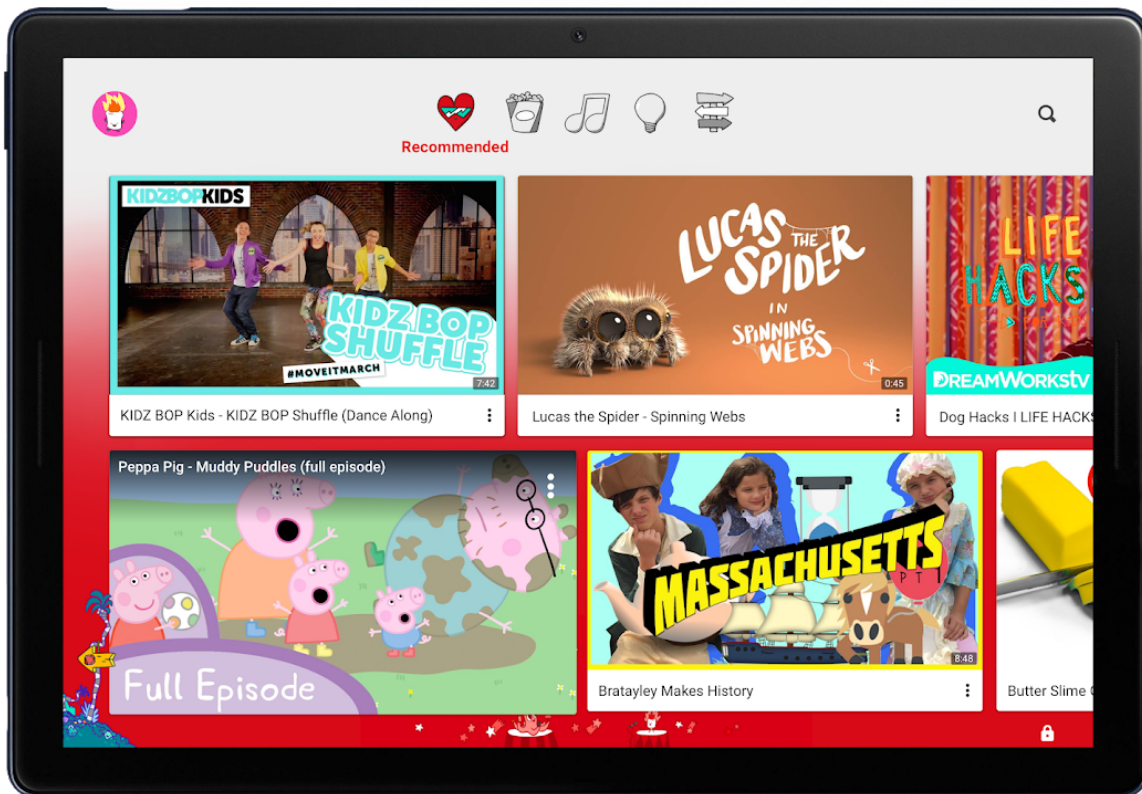 Recommended
KIDZBOPKIDS
KIDZ BOP
SHUFFLE
#MOVEITMARCH
7:42
KIDZ BOP Kids - KIDZ BOP Shuffle (Dance Along)
LUCAS
THE
SPIDER
IN
SPINNING
WEBS
0:45
Lucas the Spider - Spinning Webs
LIFE
HACKS
DREAMWORKStv
Dog Hacks I LIFE HACKS
Peppa Pig - Muddy Puddles (full episode)
Full Episode
MASSACHUSETTS
PT 1
8:48
Bratayley Makes History
Butter Slime